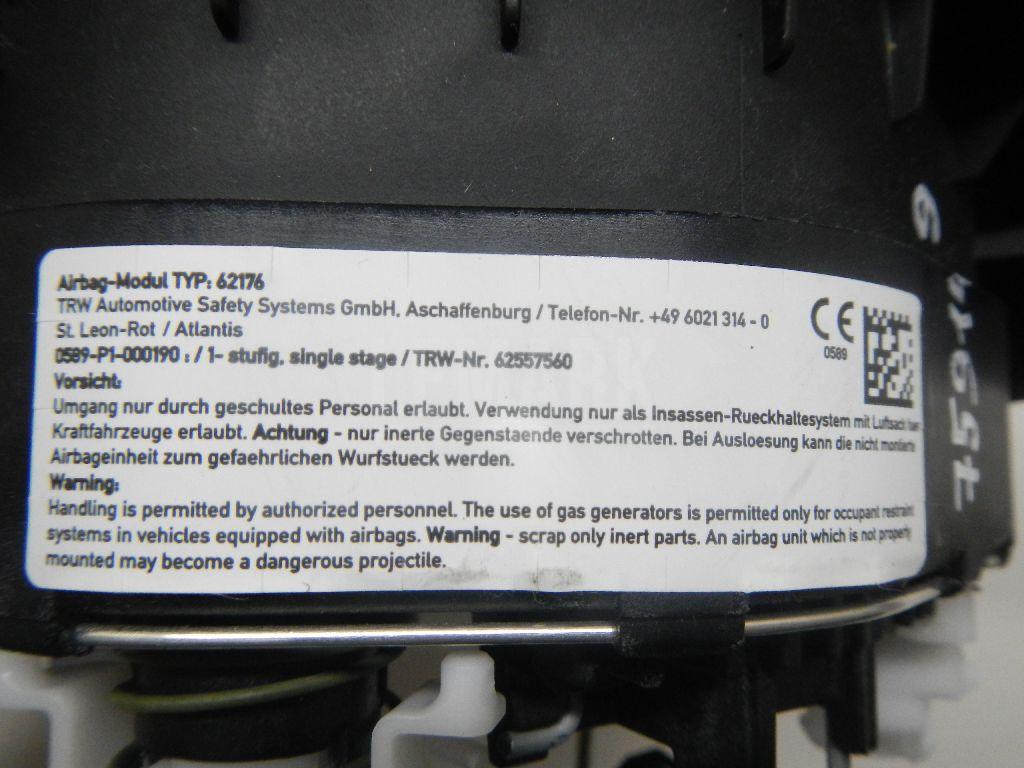 Airbag-Modul TYP: 62176
TRW Automotive Safety Systems GmbH, Aschaffenburg / Telefon-Nr. +49 6021 314 - 0
St. Leon-Rot / Atlantis
0589-P1-000190 : / 1- stufig, single stage / TRW-Nr. 62557560
Vorsicht:
Umgang nur durch geschultes Personal erlaubt. Verwendung nur als Insassen-Rueckhaltesystem mit Luftsack fuer
Kraftfahrzeuge erlaubt. Achtung - nur inerte Gegenstaende verschrotten. Bei Ausloesung kann die nicht montierte
Airbageinheit zum gefaehrlichen Wurfstueck werden.
Warning:
Handling is permitted by authorized personnel. The use of gas generators is permitted only for occupant restraint
systems in vehicles equipped with airbags. Warning - scrap only inert parts. An airbag unit which is not properly
mounted may become a dangerous projectile.
CE
0589